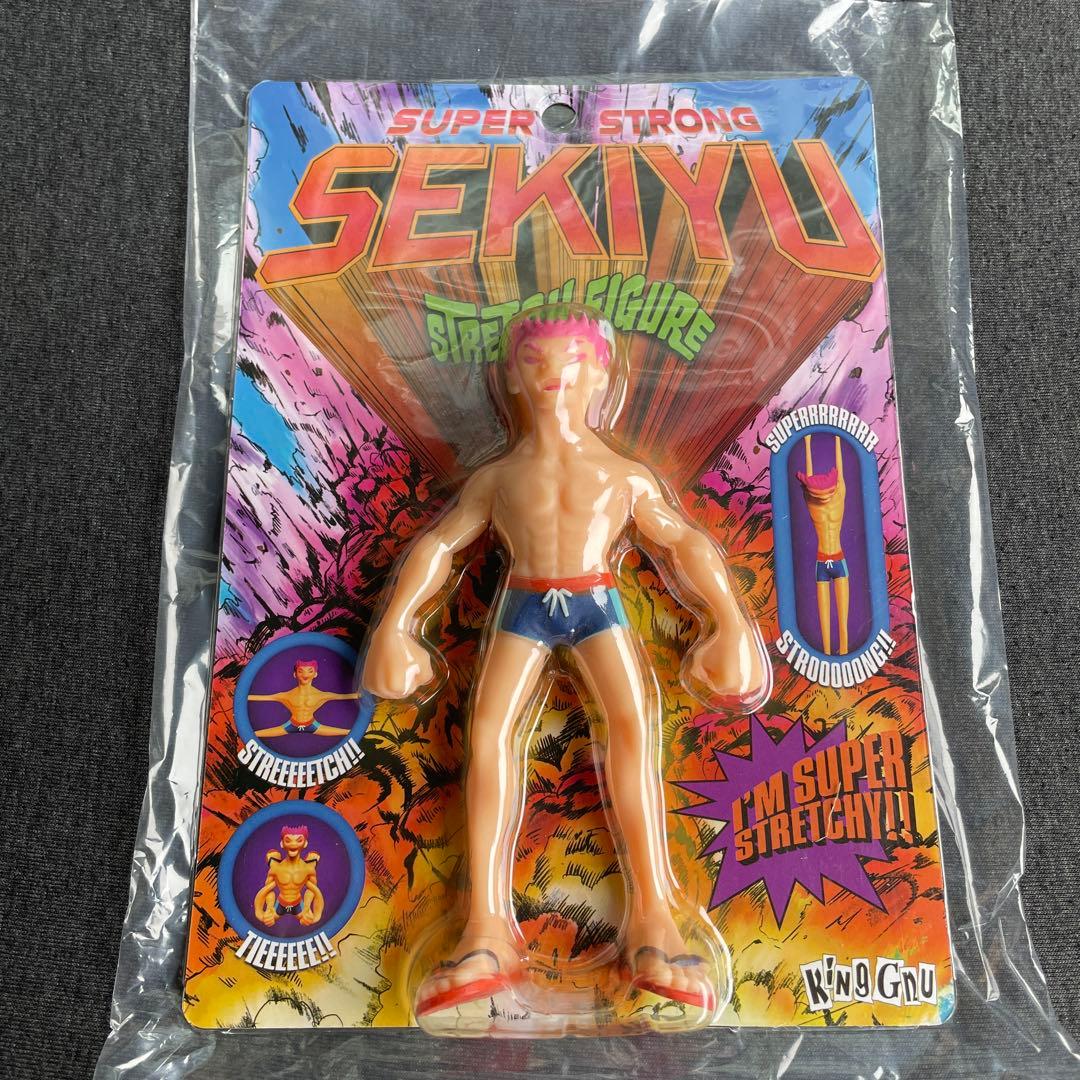 SUPER STRONG
SEKIYU
STRETCH FIGURE
SUPERRRRRRRR
STROOOOONG!!
STREEEEETCH!!
I'M SUPER
STRETCHY!!
TIEEEEEE!!
King Gnu